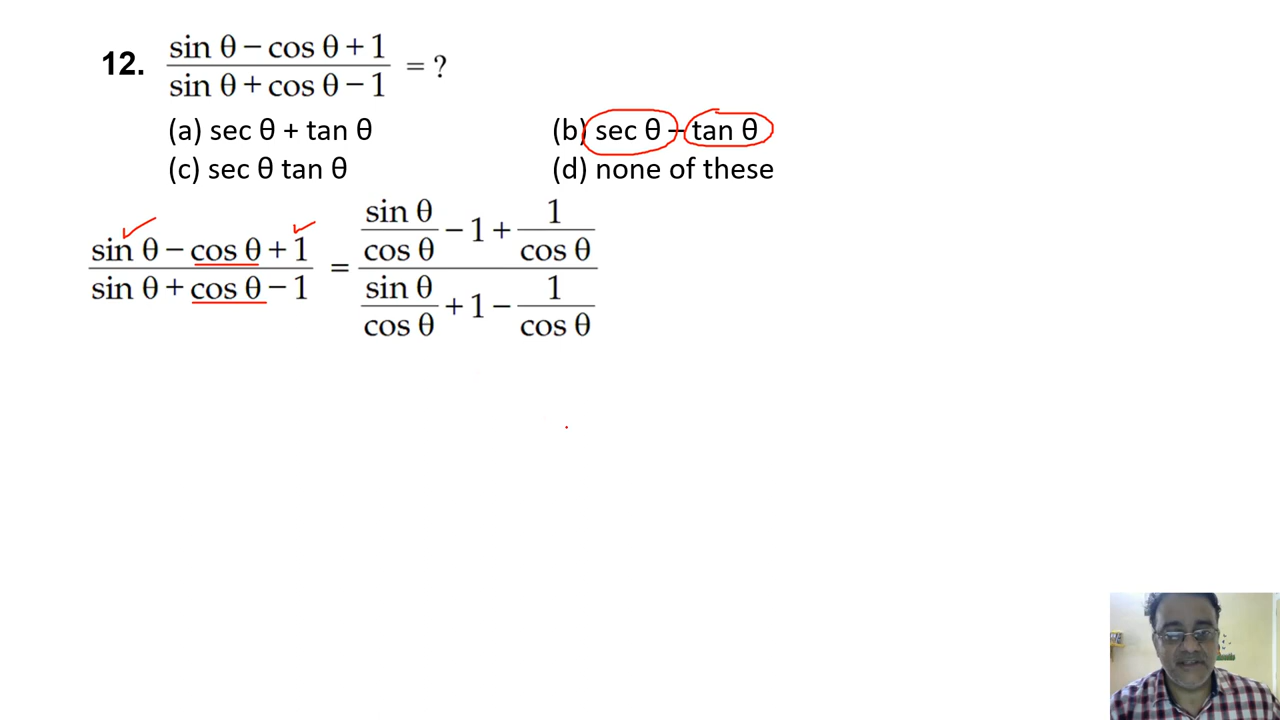 12. (sin θ − cos θ + 1) / (sin θ + cos θ − 1) = ?
(a) sec θ + tan θ (b) sec θ − tan θ
(c) sec θ tan θ (d) none of these
(sin θ − cos θ + 1) / (sin θ + cos θ − 1) = (sin θ / cos θ − 1 + 1 / cos θ) / (sin θ / cos θ + 1 − 1 / cos θ)